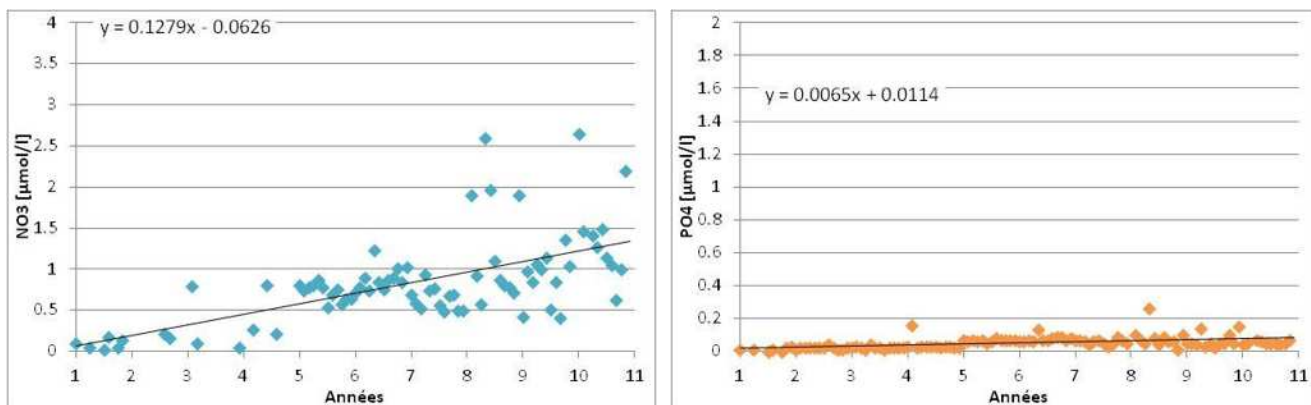 y = 0.1279x - 0.0626
4
3.5
3
2.5
2
1.5
1
0.5
0
NO3 [µmol/l]
1 2 3 4 5 6 7 8 9 10 11
Années
y = 0.0065x + 0.0114
2
1.8
1.6
1.4
1.2
1
0.8
0.6
0.4
0.2
0
PO4 [µmol/l]
1 2 3 4 5 6 7 8 9 10 11
Années